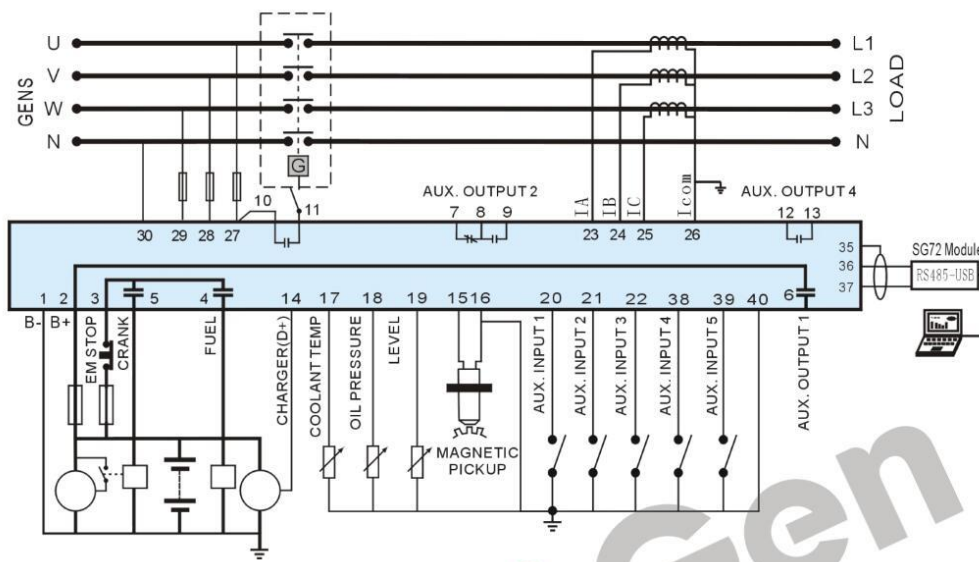 GENS
U
V
W
N
L1
L2
L3
N
LOAD
G
10
11
AUX. OUTPUT 2
7
8
9
IA
IB
IC
Icom
AUX. OUTPUT 4
12
13
30
29
28
27
23
24
25
26
35
36
37
SG72 Module
RS485-USB
1
2
3
5
4
14
17
18
19
15
16
20
21
22
38
39
40
6
B-
B+
EM STOP
CRANK
FUEL
CHARGER(D+)
COOLANT TEMP
OIL PRESSURE
LEVEL
MAGNETIC
PICKUP
AUX. INPUT 1
AUX. INPUT 2
AUX. INPUT 3
AUX. INPUT 4
AUX. INPUT 5
AUX. OUTPUT 1
Gen